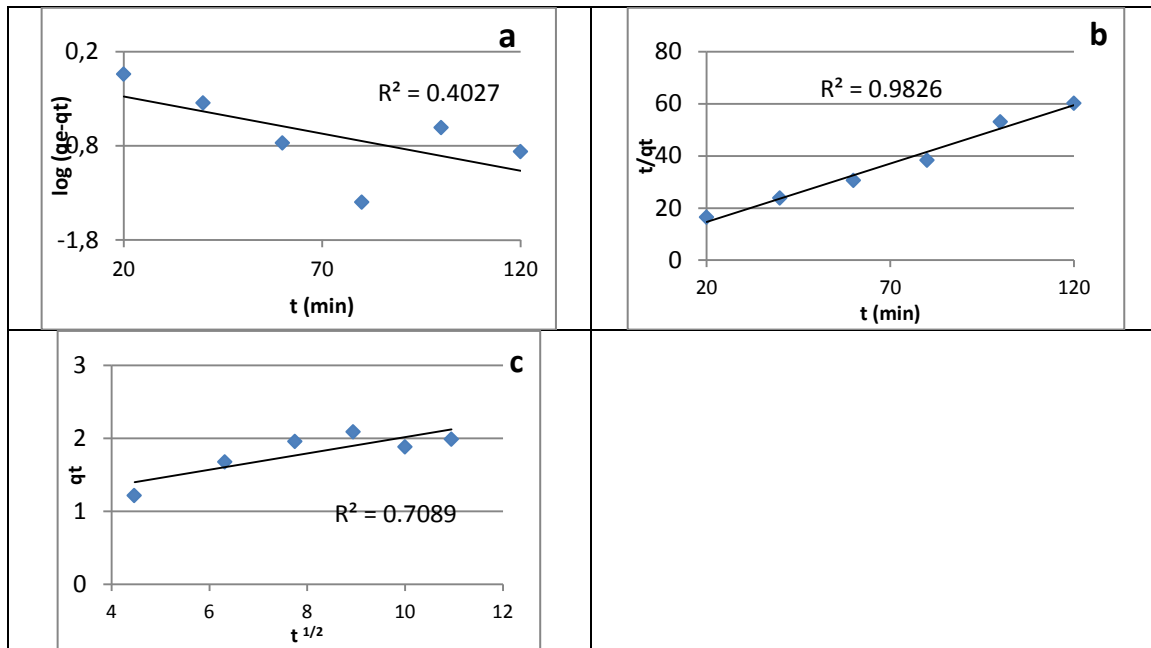 a
0,2
R² = 0.4027
log (qe-qt)
-0,8
-1,8
20 70 120
t (min)
b
80
R² = 0.9826
60
t/qt
40
20
0
20 70 120
t (min)
c
3
2
qt
1
R² = 0.7089
0
4 6 8 10 12
t 1/2